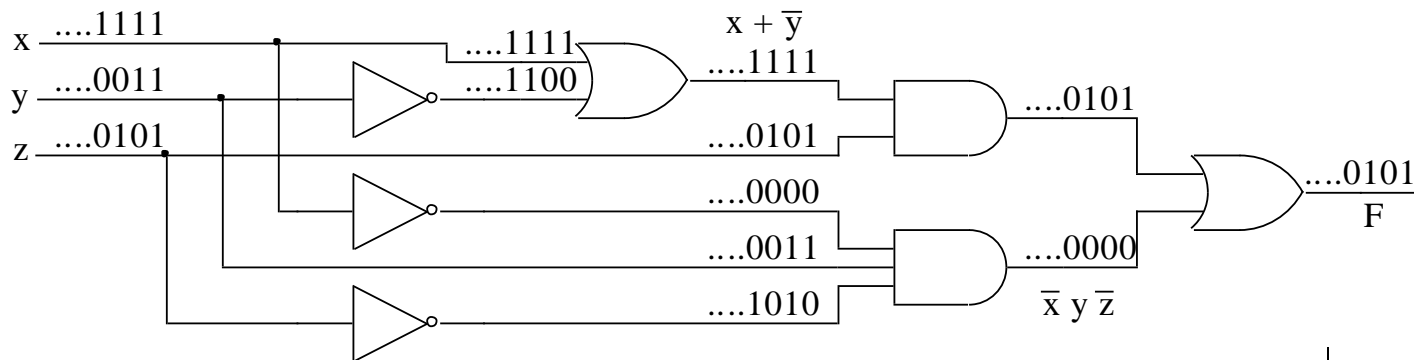 x + y̅
x ....1111
....1111
....1111
y ....0011
....1100
....0101
z ....0101
....0101
....0101
F
....0000
....0011
....0000
....1010
x̅ y z̅